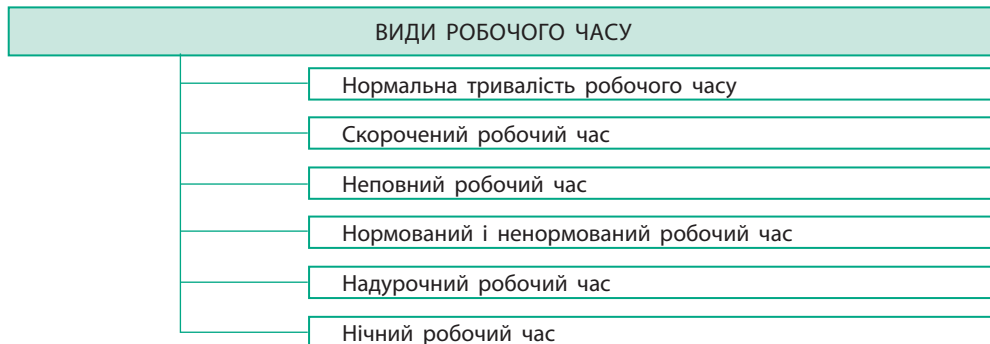 ВИДИ РОБОЧОГО ЧАСУ
Нормальна тривалість робочого часу
Скорочений робочий час
Неповний робочий час
Нормований і ненормований робочий час
Надурочний робочий час
Нічний робочий час